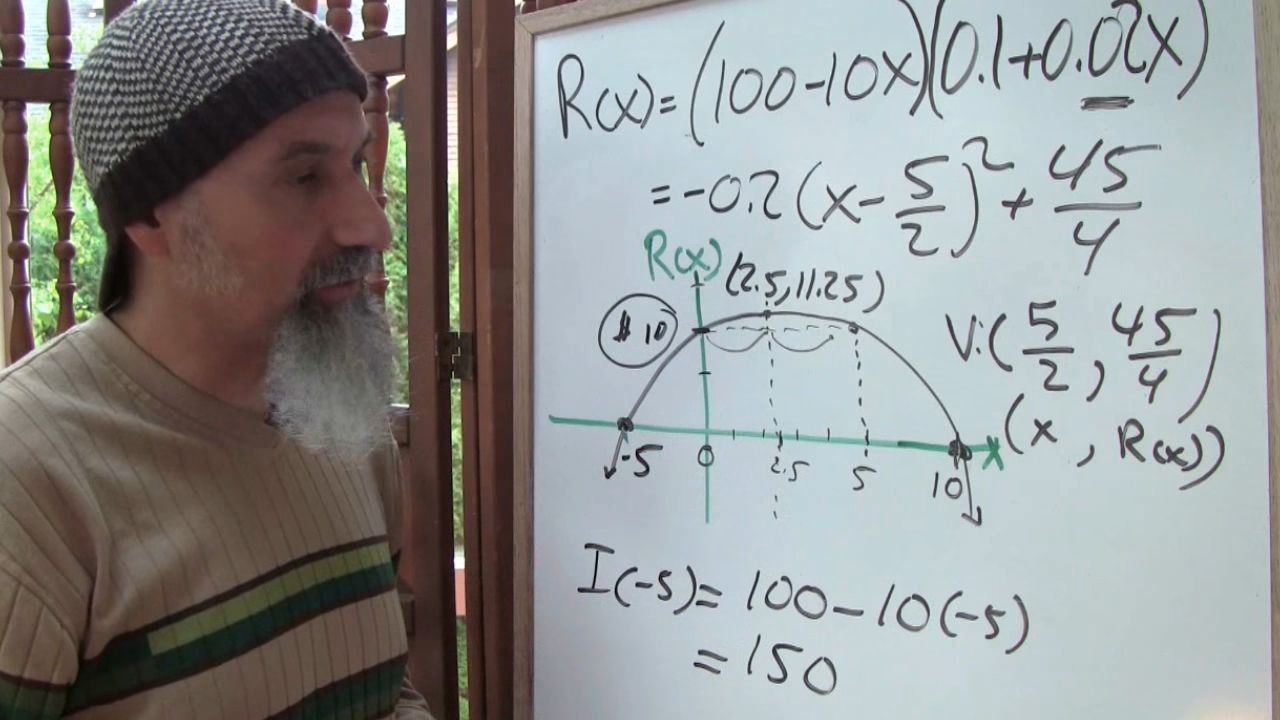 R(x) = (100-10x)(0.1+0.02x)
= -0.2(x - 5/2)² + 45/4
R(x)
(2.5, 11.25)
$10
V: (5/2, 45/4)
(x, R(x))
-5 0 2.5 5 10 x
I(-5) = 100 - 10(-5)
= 150